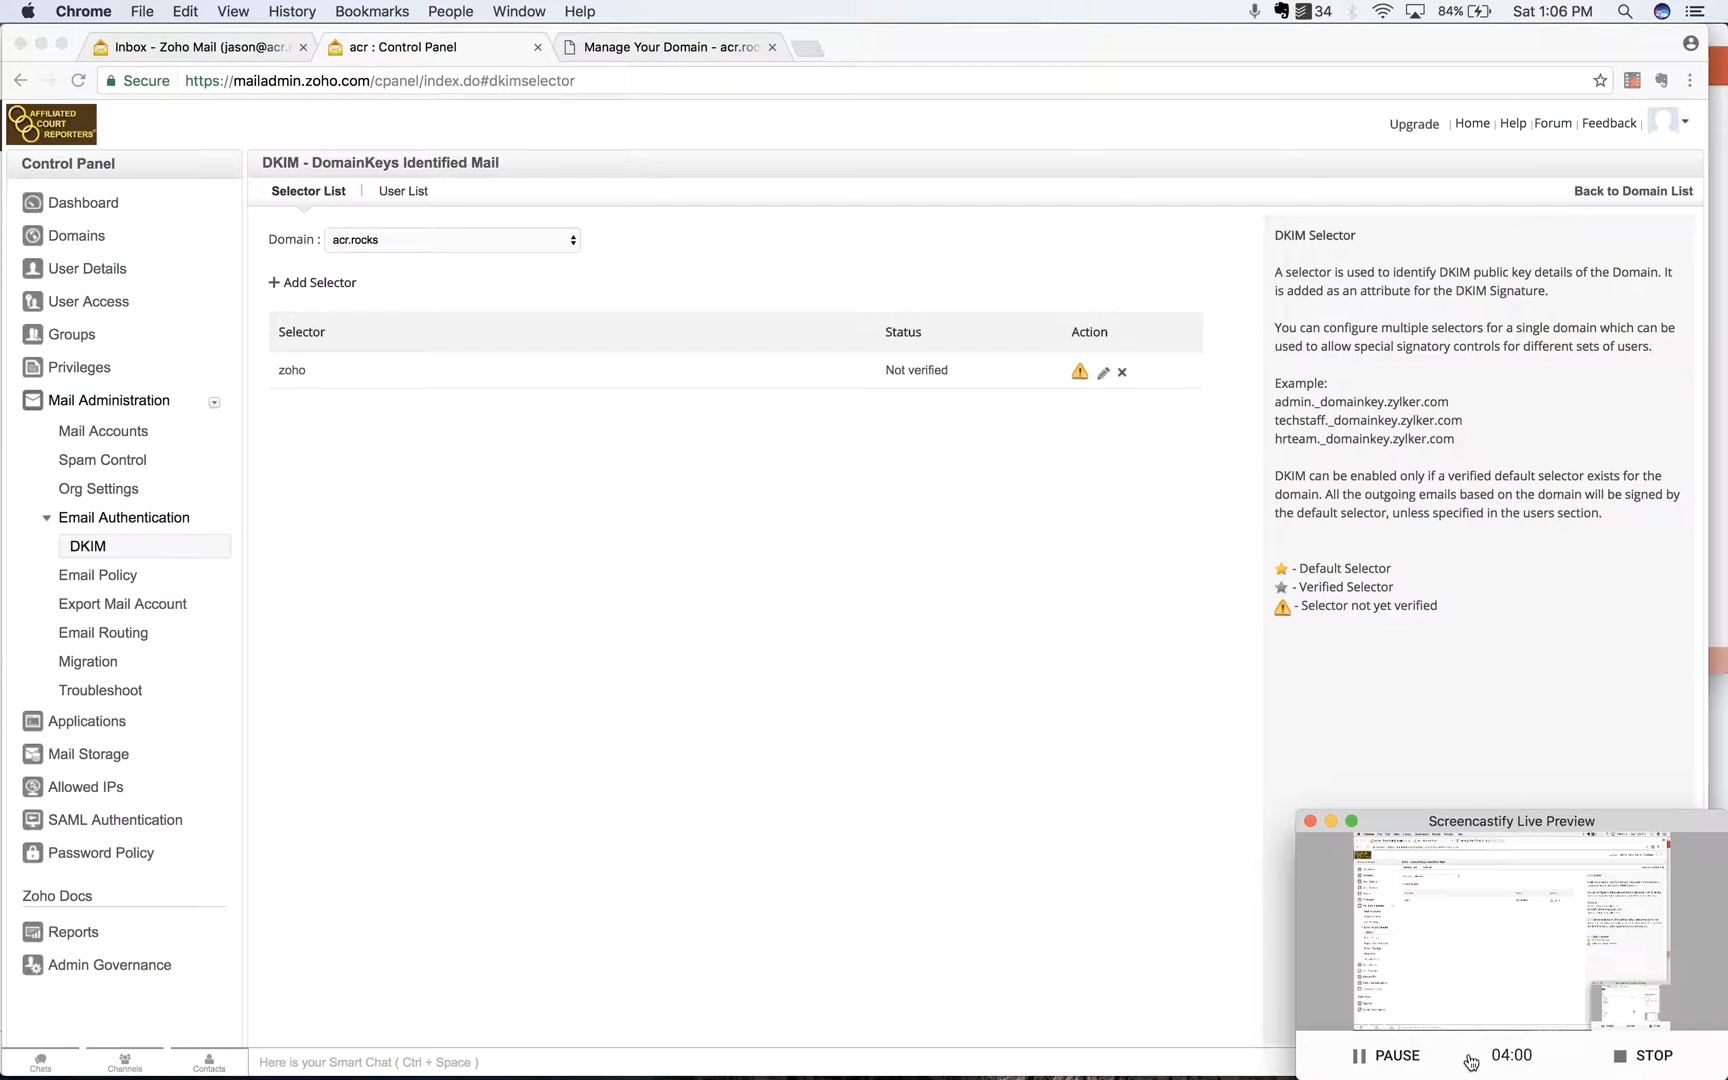 Chrome File Edit View History Bookmarks People Window Help 34 84% Sat 1:06 PM
Inbox - Zoho Mail (jason@acr. acr : Control Panel Manage Your Domain - acr.roc
Secure https://mailadmin.zoho.com/cpanel/index.do#dkimselector
AFFILIATED
COURT
REPORTERS
Upgrade | Home | Help | Forum | Feedback |
Control Panel
Dashboard
Domains
User Details
User Access
Groups
Privileges
Mail Administration
Mail Accounts
Spam Control
Org Settings
Email Authentication
DKIM
Email Policy
Export Mail Account
Email Routing
Migration
Troubleshoot
Applications
Mail Storage
Allowed IPs
SAML Authentication
Password Policy
Zoho Docs
Reports
Admin Governance
Chats Channels Contacts
DKIM - DomainKeys Identified Mail
Selector List | User List Back to Domain List
Domain : acr.rocks
+ Add Selector
Selector Status Action
zoho Not verified
DKIM Selector
A selector is used to identify DKIM public key details of the Domain. It
is added as an attribute for the DKIM Signature.
You can configure multiple selectors for a single domain which can be
used to allow special signatory controls for different sets of users.
Example:
admin._domainkey.zylker.com
techstaff._domainkey.zylker.com
hrteam._domainkey.zylker.com
DKIM can be enabled only if a verified default selector exists for the
domain. All the outgoing emails based on the domain will be signed by
the default selector, unless specified in the users section.
- Default Selector
- Verified Selector
- Selector not yet verified
Here is your Smart Chat ( Ctrl + Space )
Screencastify Live Preview
PAUSE 04:00 STOP